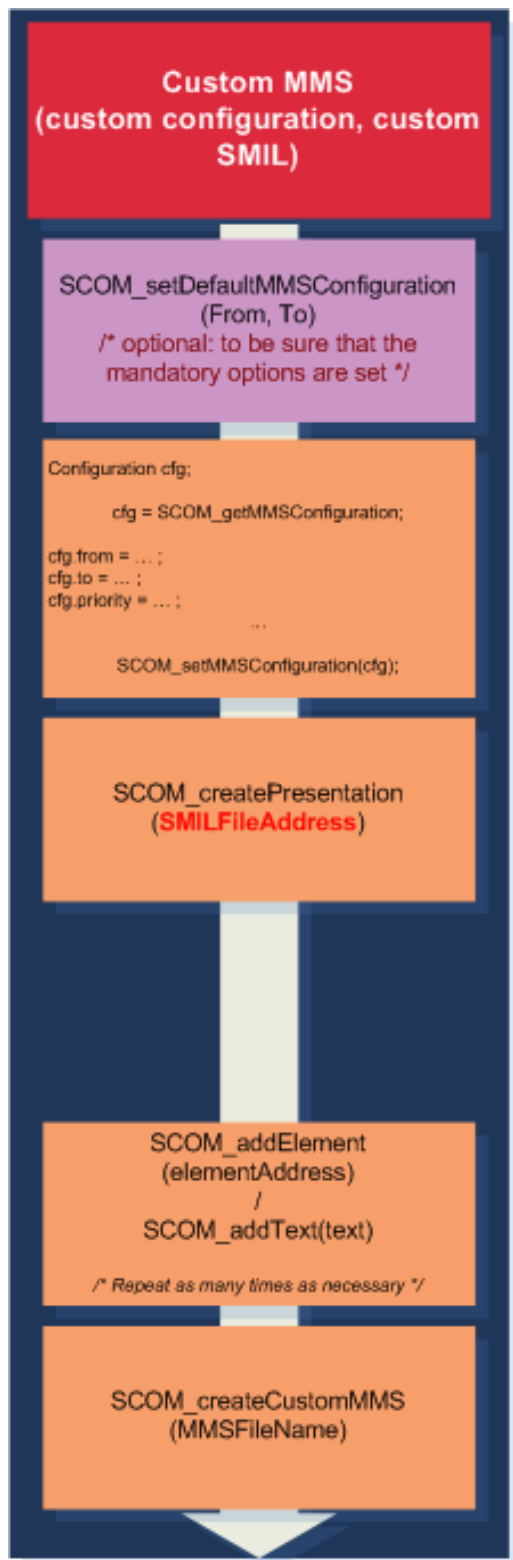 Custom MMS
(custom configuration, custom
SMIL)
SCOM_setDefaultMMSConfiguration
(From, To)
/* optional: to be sure that the
mandatory options are set */
Configuration cfg;
cfg = SCOM_getMMSConfiguration;
cfg.from = … ;
cfg.to = … ;
cfg.priority = … ;
…
SCOM_setMMSConfiguration(cfg);
SCOM_createPresentation
(SMILFileAddress)
SCOM_addElement
(elementAddress)
/
SCOM_addText(text)
/* Repeat as many times as necessary */
SCOM_createCustomMMS
(MMSFileName)